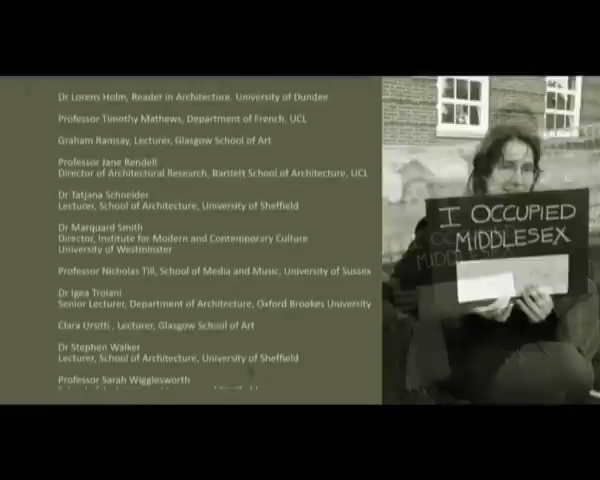 Dr Lorens Holm, Reader in Architecture, University of Dundee
Professor Timothy Mathews, Department of French, UCL
Graham Ramsay, Lecturer, Glasgow School of Art
Professor Jane Rendell
Director of Architectural Research, Bartlett School of Architecture, UCL
Dr Tatjana Schneider
Lecturer, School of Architecture, University of Sheffield
Dr Marquard Smith
Director, Institute for Modern and Contemporary Culture
University of Westminster
Professor Nicholas Till, School of Media and Music, University of Sussex
Dr Igea Troiani
Senior Lecturer, Department of Architecture, Oxford Brookes University
Clara Ursitti , Lecturer, Glasgow School of Art
Dr Stephen Walker
Lecturer, School of Architecture, University of Sheffield
Professor Sarah Wigglesworth
I OCCUPIED
MIDDLESEX